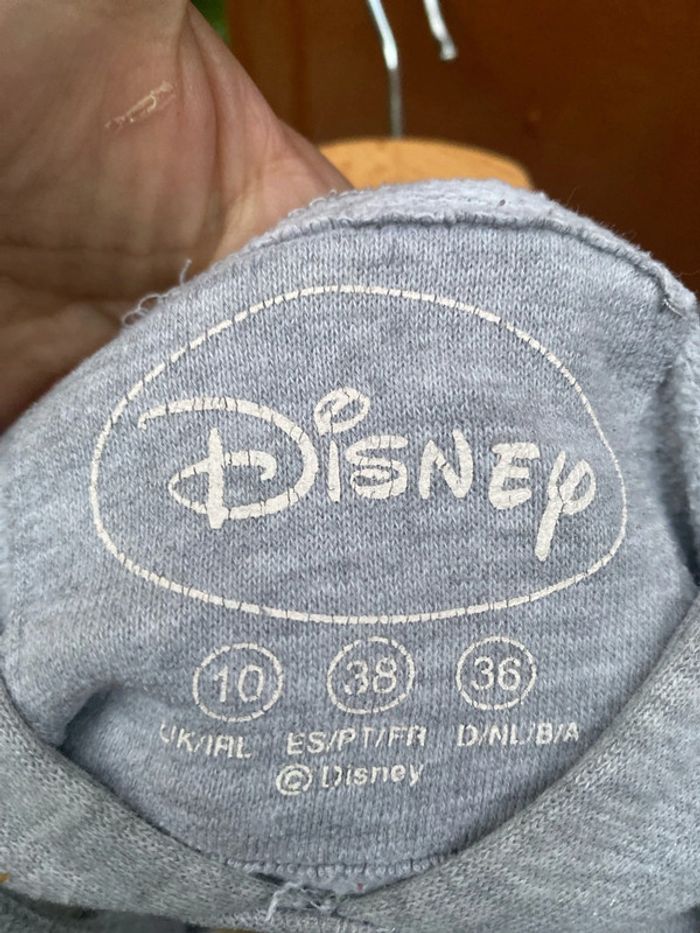 Disney
10 38 36
UK/IRL ES/PT/FR D/NL/B/A
© Disney